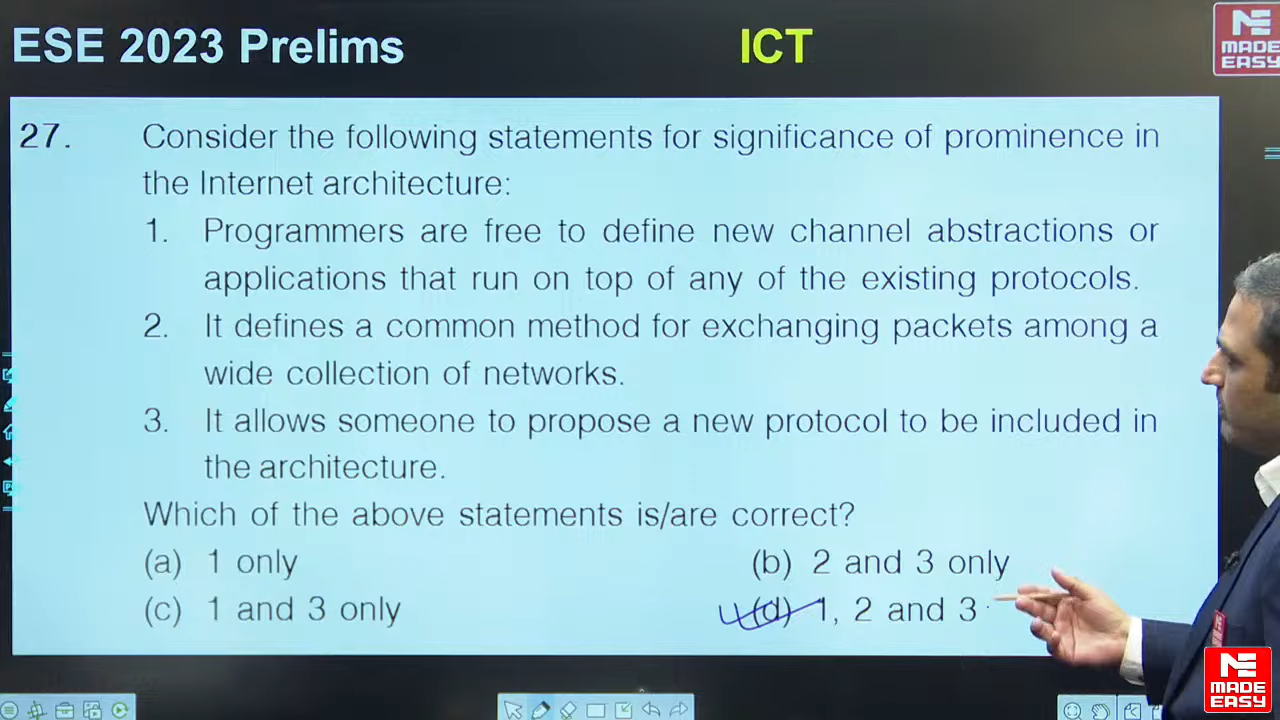 ESE 2023 Prelims
ICT
MADE
EASY
27. Consider the following statements for significance of prominence in
the Internet architecture:
1. Programmers are free to define new channel abstractions or
applications that run on top of any of the existing protocols.
2. It defines a common method for exchanging packets among a
wide collection of networks.
3. It allows someone to propose a new protocol to be included in
the architecture.
Which of the above statements is/are correct?
(a) 1 only
(b) 2 and 3 only
(c) 1 and 3 only
(d) 1, 2 and 3
MADE
EASY